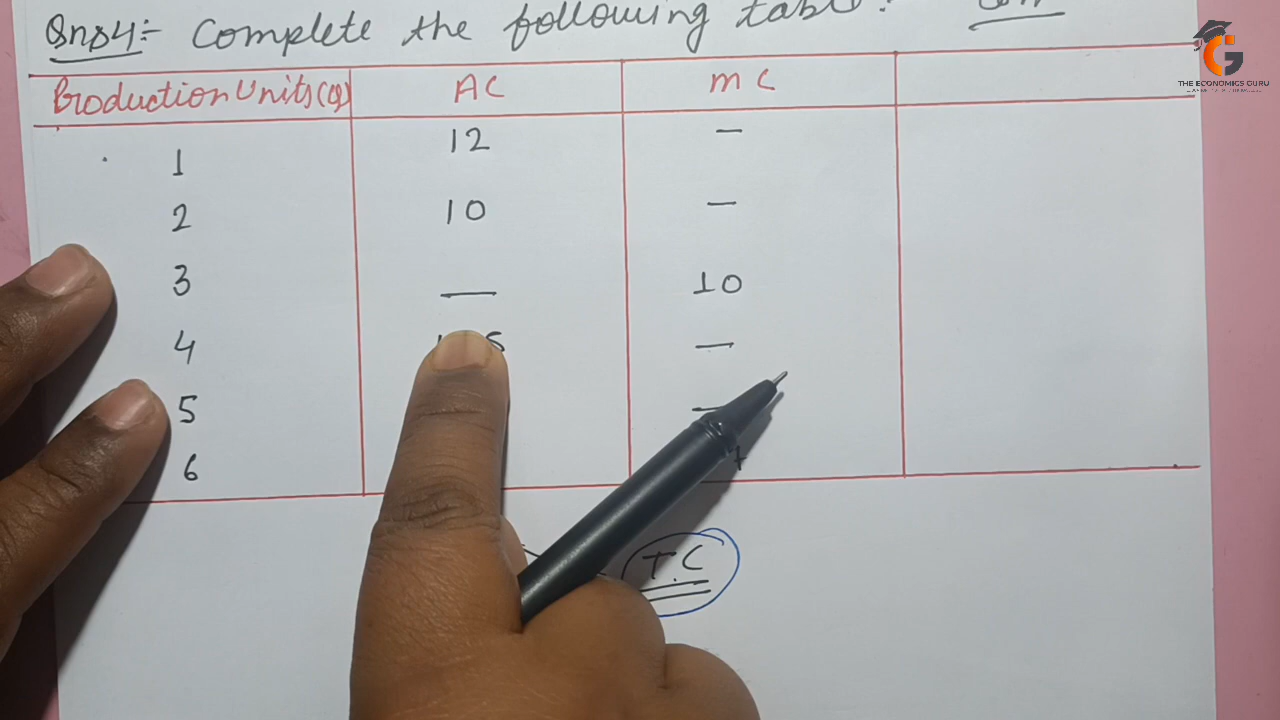 Qns4:- Complete the following table:
Production Units(Q) AC MC
1 12 —
2 10 —
3 — 10
4 —
5 —
6
T.C
THE ECONOMICS GURU